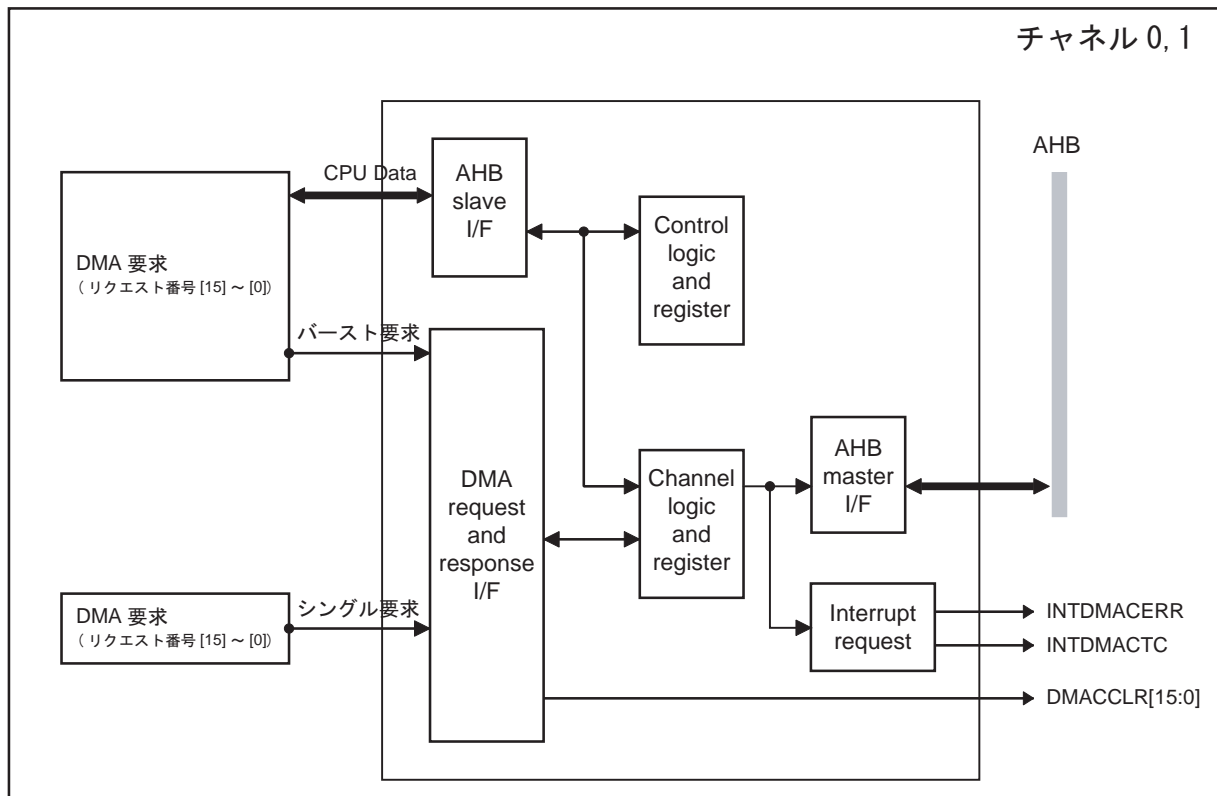 チャネル 0, 1
AHB
CPU Data
AHB
slave
I/F
Control
logic
and
register
DMA 要求
( リクエスト番号 [15] ~ [0])
バースト要求
DMA
request
and
response
I/F
Channel
logic
and
register
AHB
master
I/F
DMA 要求
( リクエスト番号 [15] ~ [0])
シングル要求
Interrupt
request
INTDMACERR
INTDMACTC
DMACCLR[15:0]